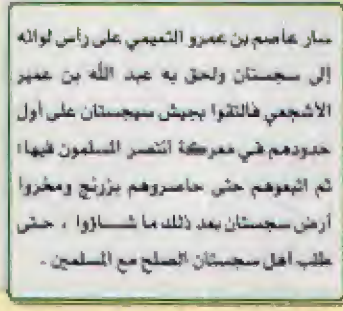 سار عاصم بن عمرو التميمي على رأس لوائه
إلى سجستان ولحق به عبد الله بن عمير
الأشجعي فالتقوا بجيش سيجستان على أول
حدودهم في معركة انتصر المسلمون فيها؛
ثم اتبعوهم حتى حاصروهم بزرنج ومخروا
أرض سجستان بعد ذلك ما شاؤوا ، حتى
طلب أهل سجستان الصلح مع المسلمين .